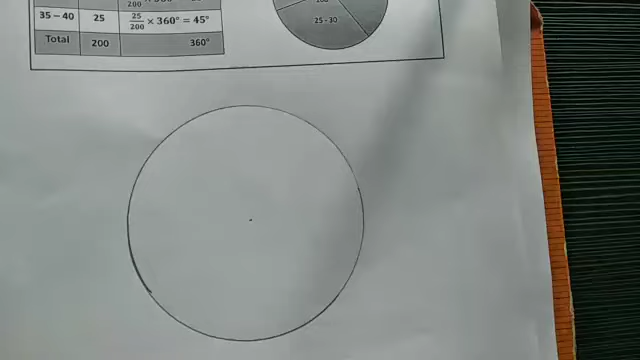 35 – 40 25 25/200 × 360° = 45°
Total 200 360°
25 - 30